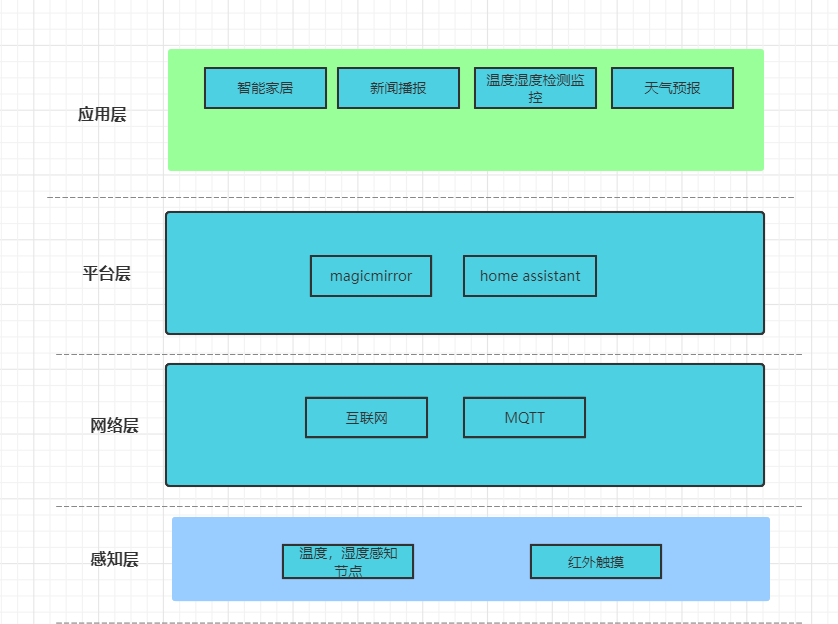 应用层
智能家居
新闻播报
温度湿度检测监
控
天气预报
平台层
magicmirror
home assistant
网络层
互联网
MQTT
感知层
温度，湿度感知
节点
红外触摸